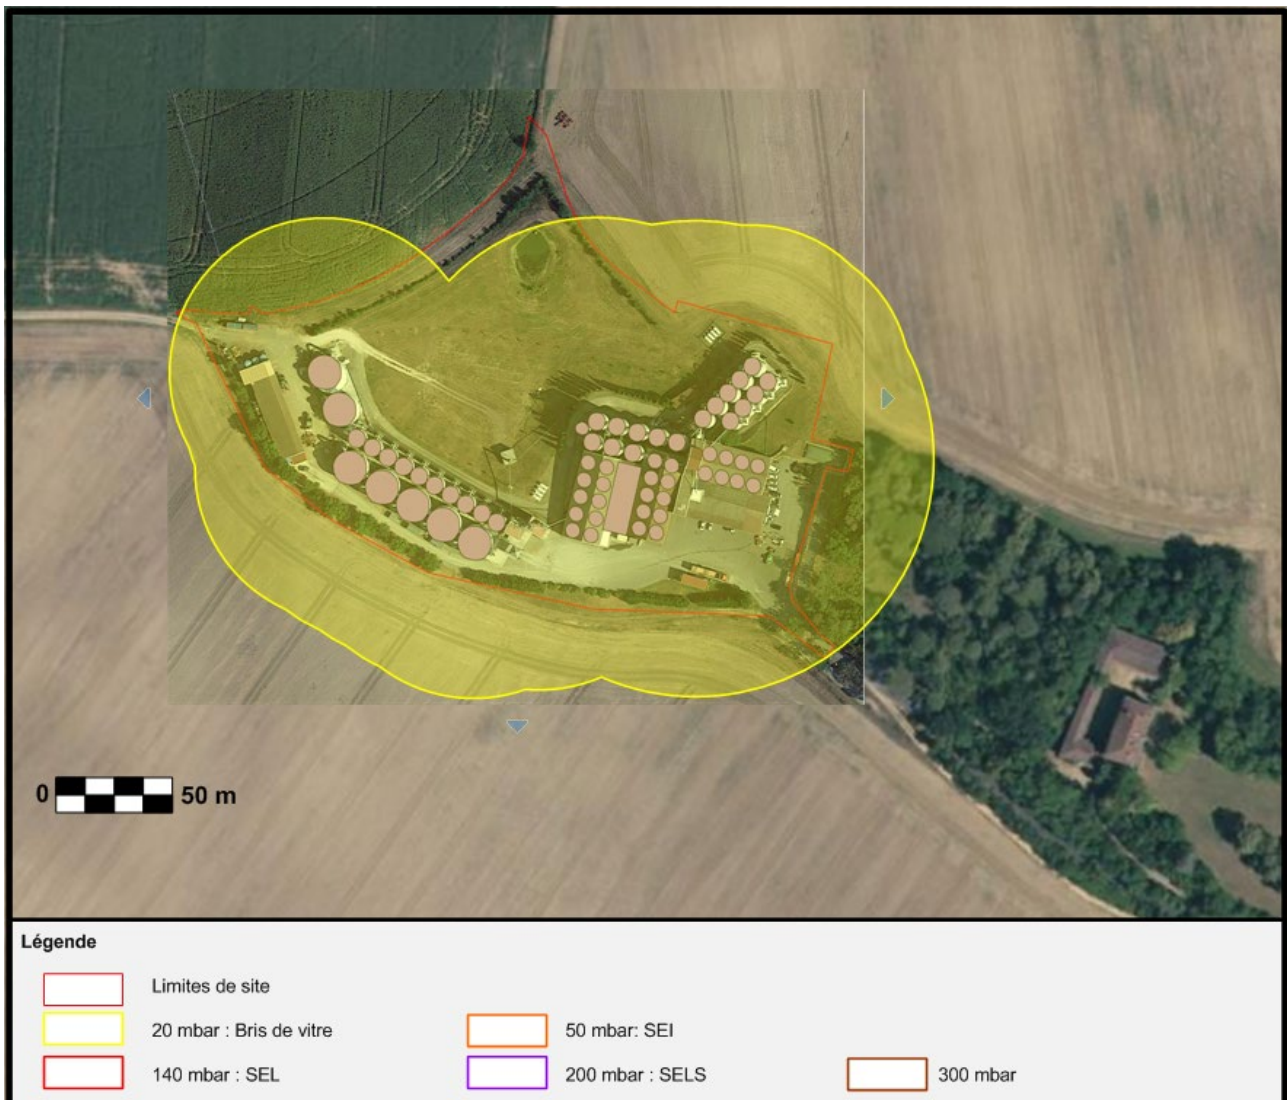 0 50 m
Légende
Limites de site
20 mbar : Bris de vitre
50 mbar: SEI
140 mbar : SEL
200 mbar : SELS
300 mbar